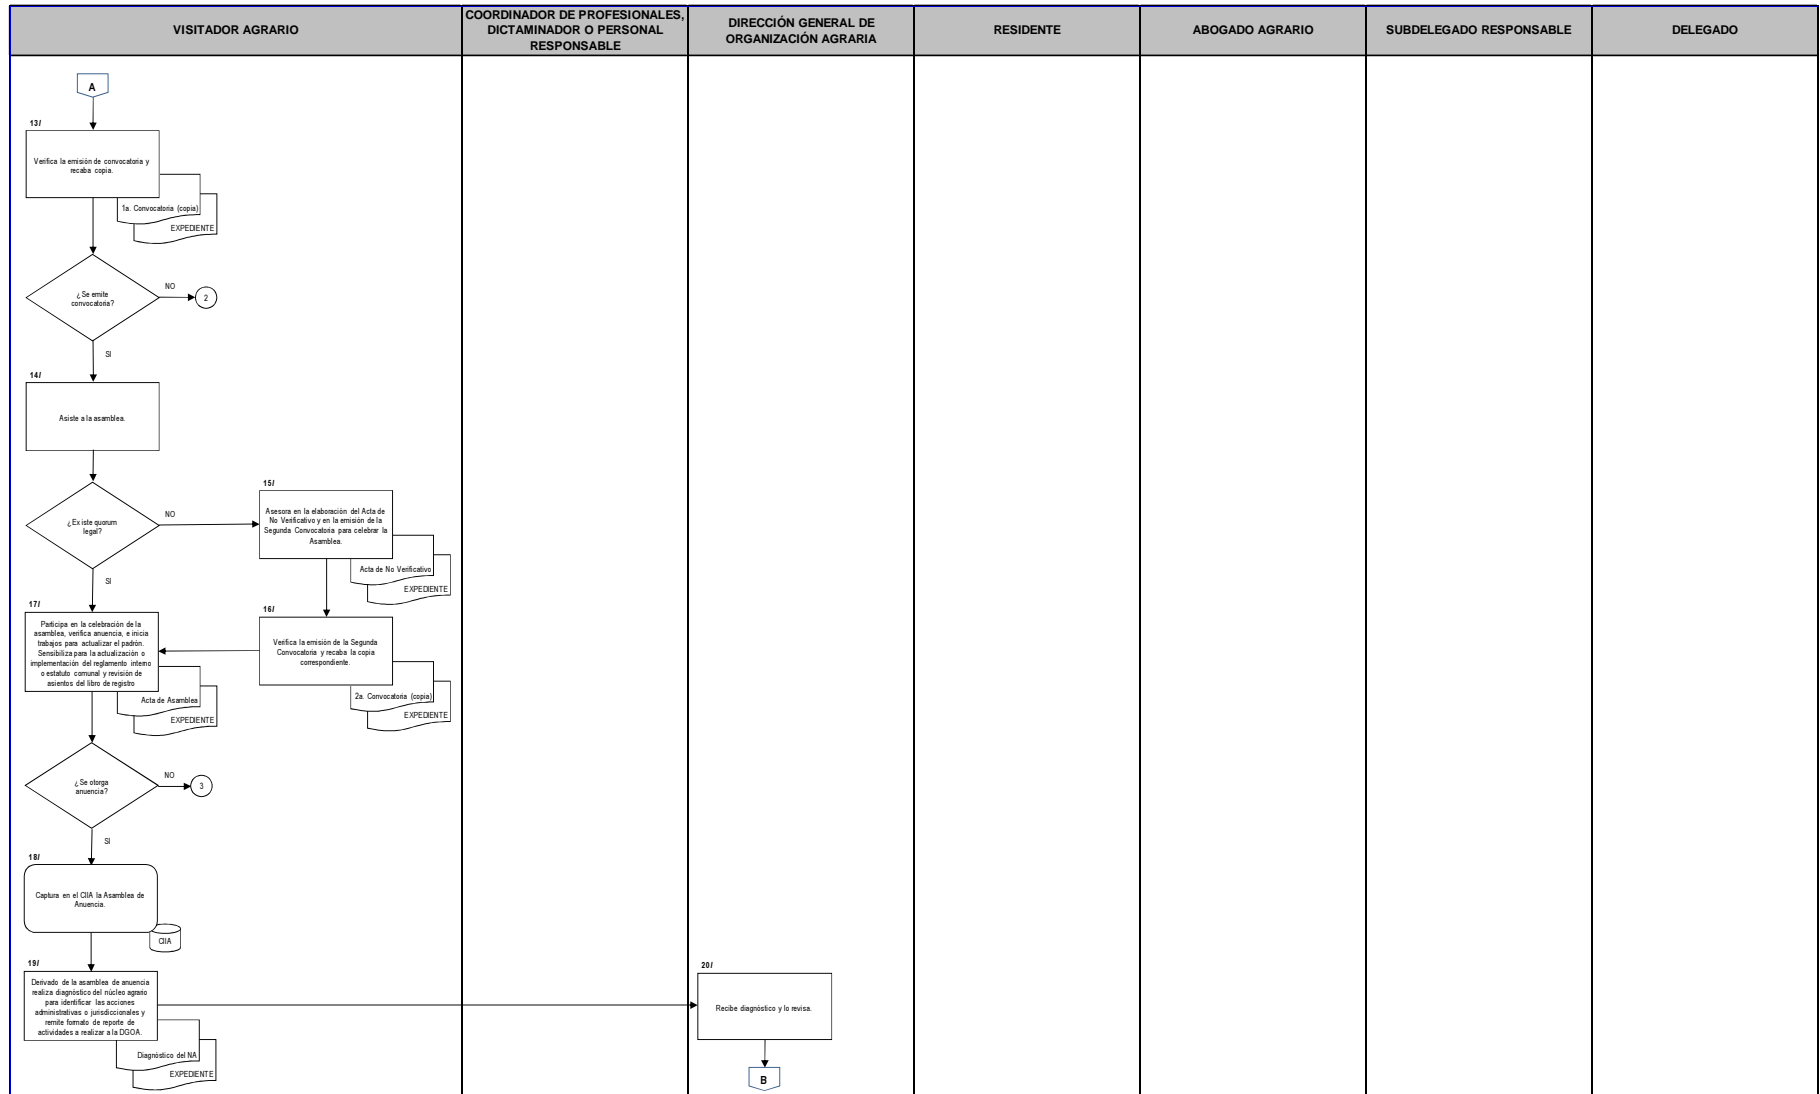 VISITADOR AGRARIO
COORDINADOR DE PROFESIONALES,
DICTAMINADOR O PERSONAL
RESPONSABLE
DIRECCIÓN GENERAL DE
ORGANIZACIÓN AGRARIA
RESIDENTE
ABOGADO AGRARIO
SUBDELEGADO RESPONSABLE
DELEGADO
A
13/
Verifica la emisión de convocatoria y
recaba copia.
1a. Convocatoria (copia)
EXPEDIENTE
¿Se emite
convocatoria?
NO
2
SI
14/
Asiste a la asamblea.
¿Existe quorum
legal?
NO
15/
Asesora en la elaboración del Acta de
No Verificativo y en la emisión de la
Segunda Convocatoria para celebrar la
Asamblea.
Acta de No Verificativo
EXPEDIENTE
SI
16/
Verifica la emisión de la Segunda
Convocatoria y recaba la copia
correspondiente.
2a. Convocatoria (copia)
EXPEDIENTE
17/
Participa en la celebración de la
asamblea, verifica anuencia, e inicia
trabajos para actualizar el padrón.
Sensibiliza para la actualización o
implementación del reglamento interno
o estatuto comunal y revisión de
asientos del libro de registro
Acta de Asamblea
EXPEDIENTE
¿Se otorga
anuencia?
NO
3
SI
18/
Captura en el CIIA la Asamblea de
Anuencia.
CIIA
19/
Derivado de la asamblea de anuencia
realiza diagnóstico del núcleo agrario
para identificar las acciones
administrativas o jurisdiccionales y
remite formato de reporte de
actividades a realizar a la DGOA.
Diagnóstico del NA
EXPEDIENTE
20/
Recibe diagnóstico y lo revisa.
B